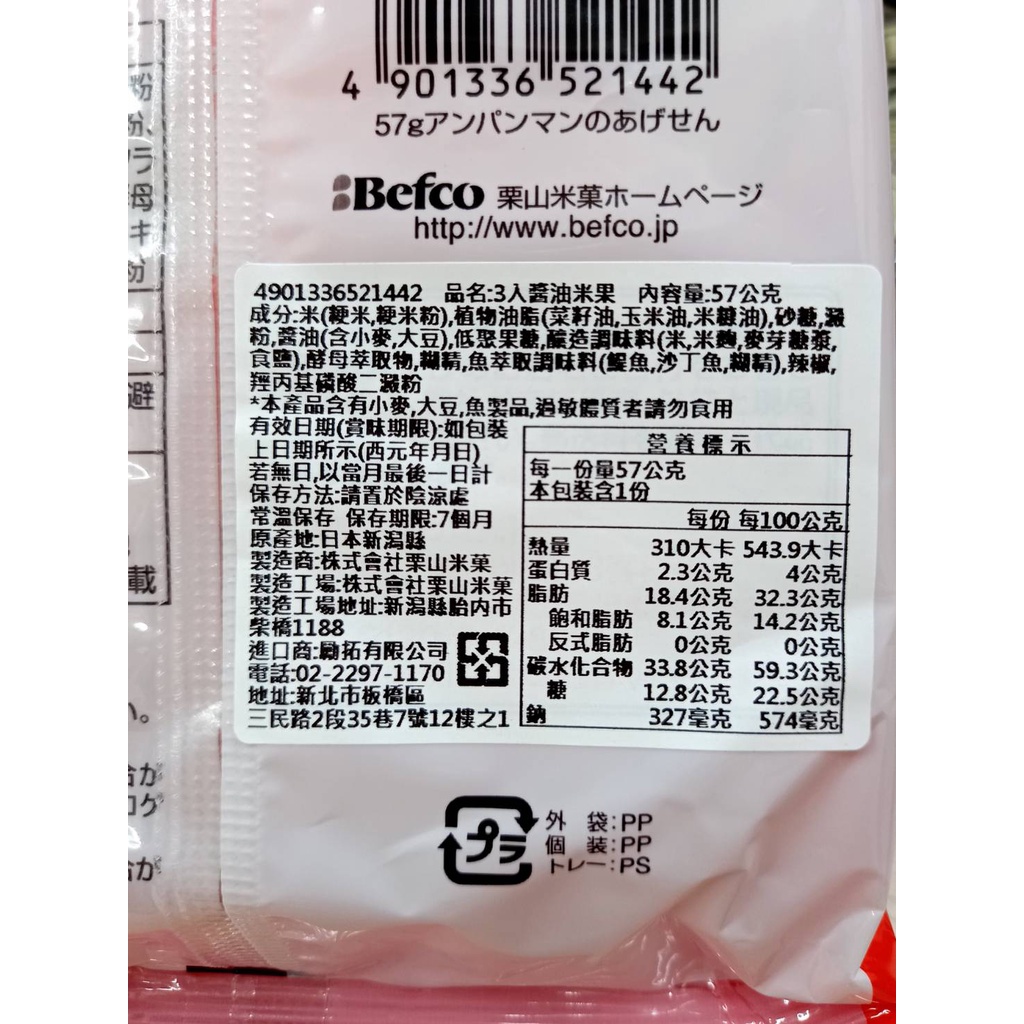 4 901336 521442
57gアンパンマンのあげせん
Befco 栗山米菓ホームページ
http://www.befco.jp
4901336521442 品名:3入醬油米果 內容量:57公克
成分:米(粳米,粳米粉),植物油脂(菜籽油,玉米油,米糠油),砂糖,澱
粉,醬油(含小麥,大豆),低聚果糖,釀造調味料(米,米麴,麥芽糖漿,
食鹽),酵母萃取物,糊精,魚萃取調味料(鰹魚,沙丁魚,糊精),辣椒,
羥丙基磷酸二澱粉
*本產品含有小麥,大豆,魚製品,過敏體質者請勿食用
有效日期(賞味期限):如包裝
上日期所示(西元年月日)
若無日,以當月最後一日計
保存方法:請置於陰涼處
常溫保存 保存期限:7個月
原產地:日本新潟縣
製造商:株式會社栗山米菓
製造工場:株式會社栗山米菓
製造工場地址:新潟縣胎內市
柴橋1188
進口商:勵拓有限公司
電話:02-2297-1170
地址:新北市板橋區
三民路2段35巷7號12樓之1
營養標示
每一份量57公克
本包裝含1份
每份 每100公克
熱量 310大卡 543.9大卡
蛋白質 2.3公克 4公克
脂肪 18.4公克 32.3公克
飽和脂肪 8.1公克 14.2公克
反式脂肪 0公克 0公克
碳水化合物 33.8公克 59.3公克
糖 12.8公克 22.5公克
鈉 327毫克 574毫克
プラ
外 袋:PP
個 装:PP
トレー:PS
粉
粉、
ラ
母
キ
粉
避
載
い。
合が
ログ
合が